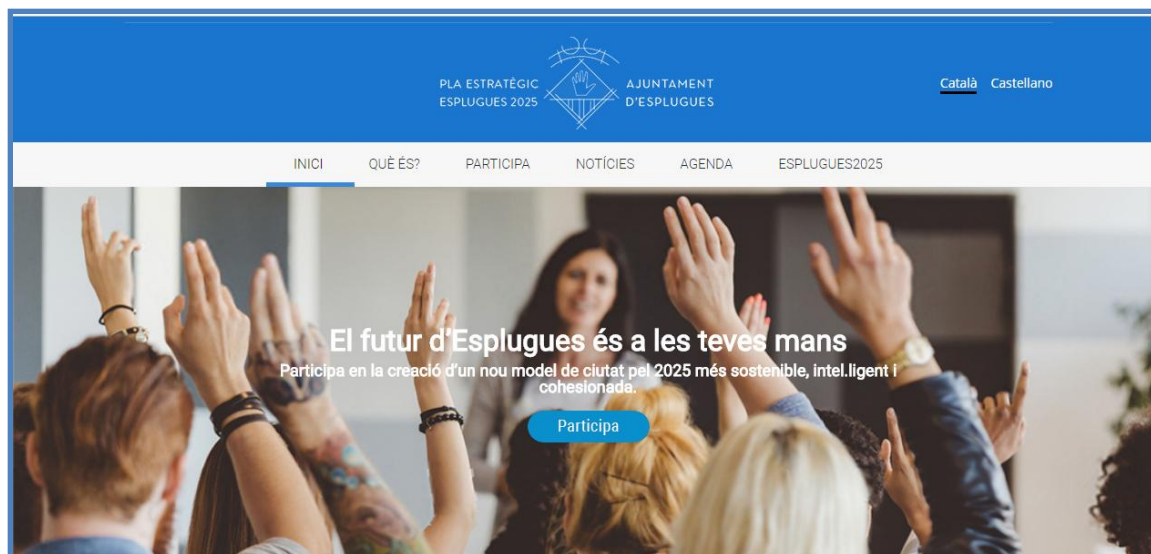 PLA ESTRATÈGIC
ESPLUGUES 2025
AJUNTAMENT
D'ESPLUGUES
Català Castellano
INICI QUÈ ÉS? PARTICIPA NOTÍCIES AGENDA ESPLUGUES2025
El futur d'Esplugues és a les teves mans
Participa en la creació d'un nou model de ciutat pel 2025 més sostenible, intel.ligent i
cohesionada.
Participa